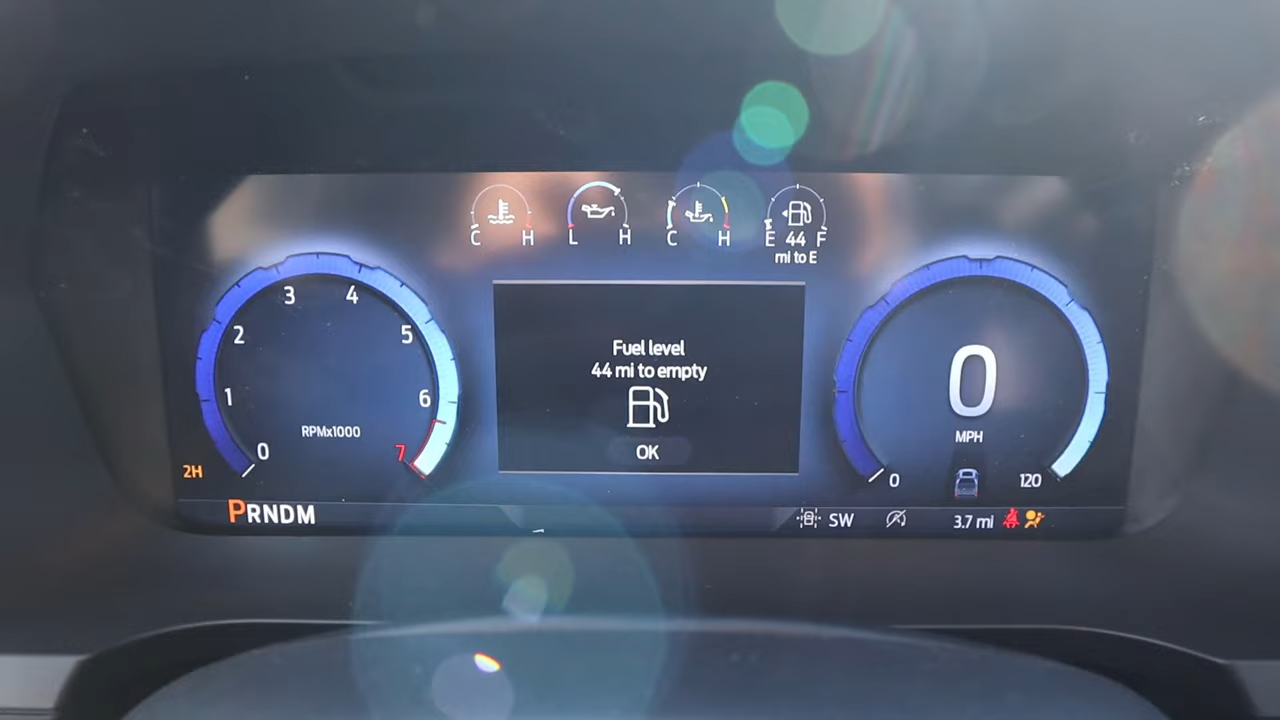 C H
L H
C H
E 44 F
mi to E
0 1 2 3 4 5 6 7
RPMx1000
Fuel level
44 mi to empty
OK
0
MPH
0 120
2H
PRNDM
SW
3.7 mi